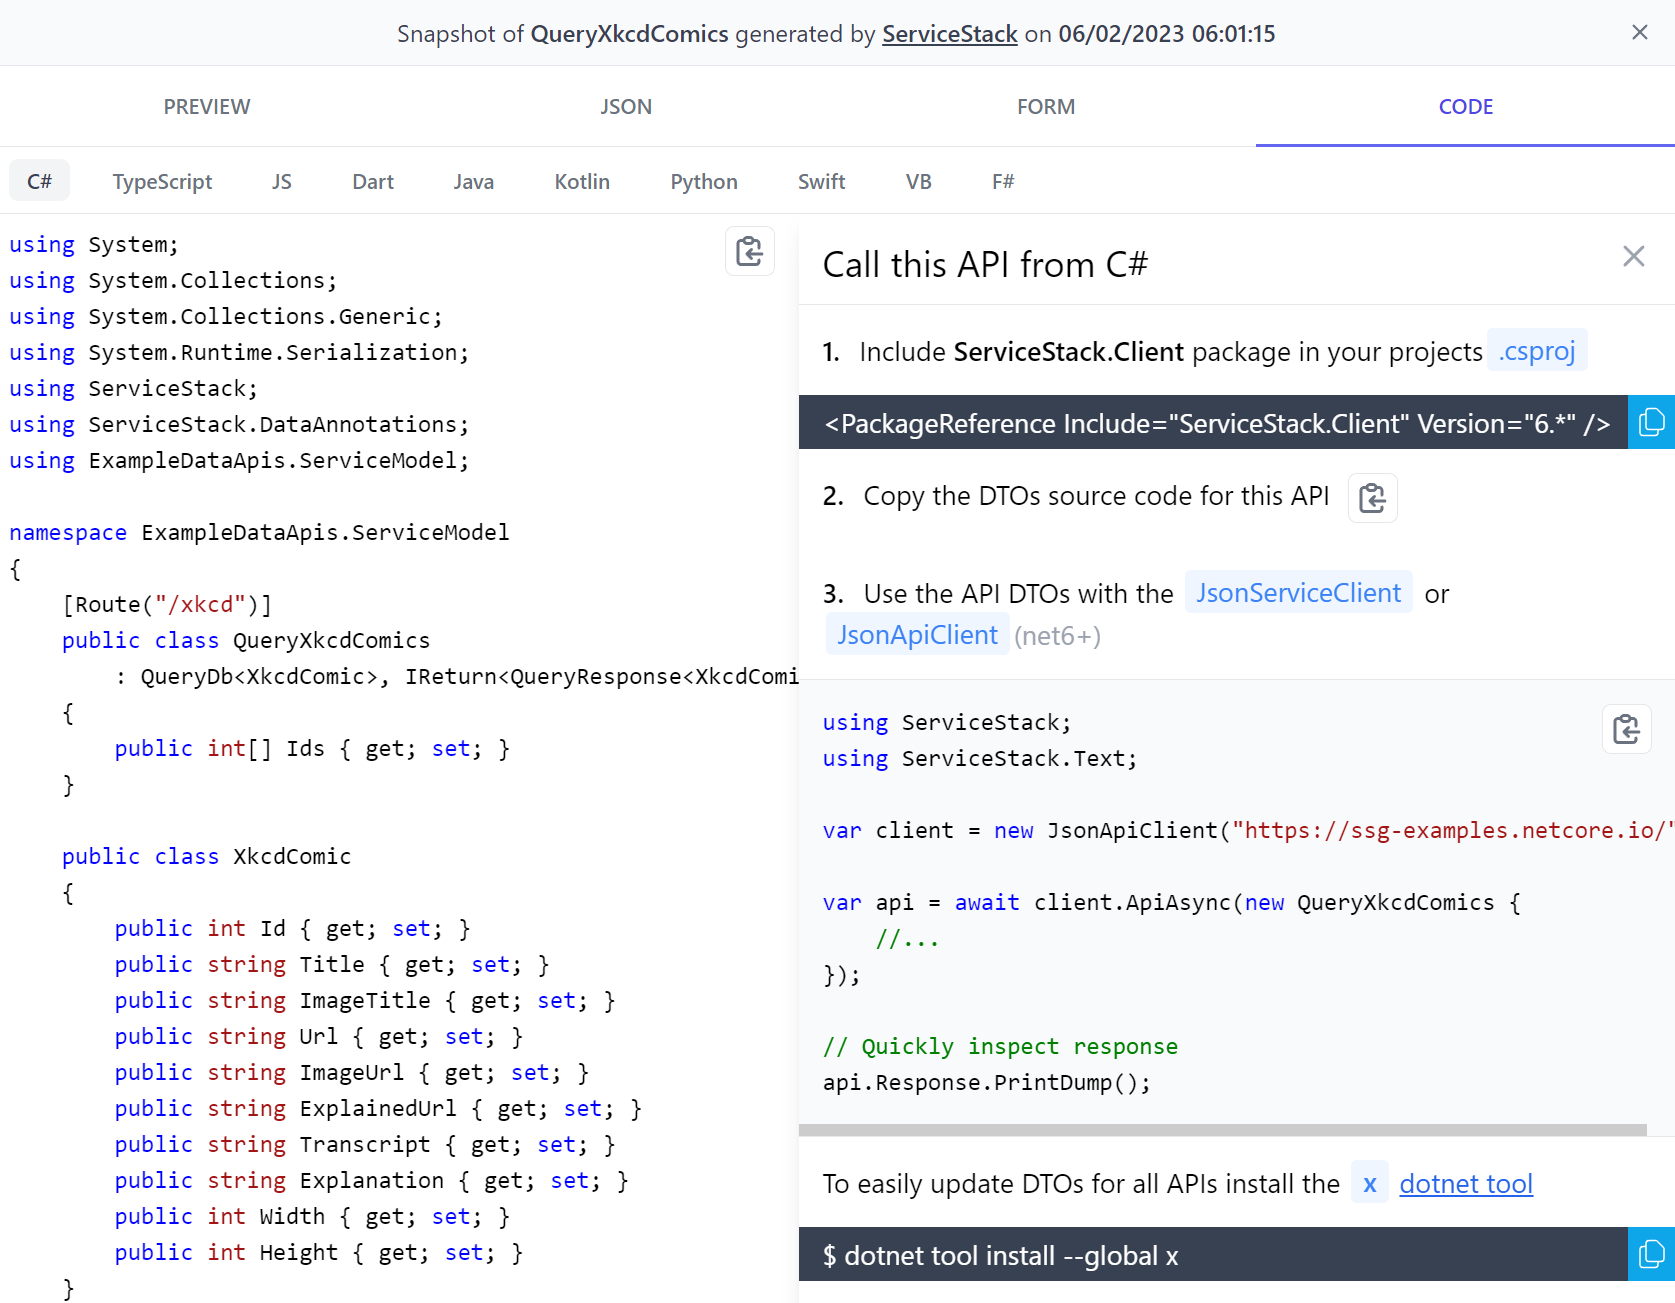 Snapshot of QueryXkcdComics generated by ServiceStack on 06/02/2023 06:01:15
PREVIEW
JSON
FORM
CODE
C#
TypeScript
JS
Dart
Java
Kotlin
Python
Swift
VB
F#
using System;
using System.Collections;
using System.Collections.Generic;
using System.Runtime.Serialization;
using ServiceStack;
using ServiceStack.DataAnnotations;
using ExampleDataApis.ServiceModel;
namespace ExampleDataApis.ServiceModel
{
[Route("/xkcd")]
public class QueryXkcdComics
: QueryDb<XkcdComic>, IReturn<QueryResponse<XkcdComi
{
public int[] Ids { get; set; }
}
public class XkcdComic
{
public int Id { get; set; }
public string Title { get; set; }
public string ImageTitle { get; set; }
public string Url { get; set; }
public string ImageUrl { get; set; }
public string ExplainedUrl { get; set; }
public string Transcript { get; set; }
public string Explanation { get; set; }
public int Width { get; set; }
public int Height { get; set; }
}
Call this API from C#
1. Include ServiceStack.Client package in your projects .csproj
<PackageReference Include="ServiceStack.Client" Version="6.*" />
2. Copy the DTOs source code for this API
3. Use the API DTOs with the JsonServiceClient or
JsonApiClient (net6+)
using ServiceStack;
using ServiceStack.Text;
var client = new JsonApiClient("https://ssg-examples.netcore.io/"
var api = await client.ApiAsync(new QueryXkcdComics {
//...
});
// Quickly inspect response
api.Response.PrintDump();
To easily update DTOs for all APIs install the x dotnet tool
$ dotnet tool install --global x